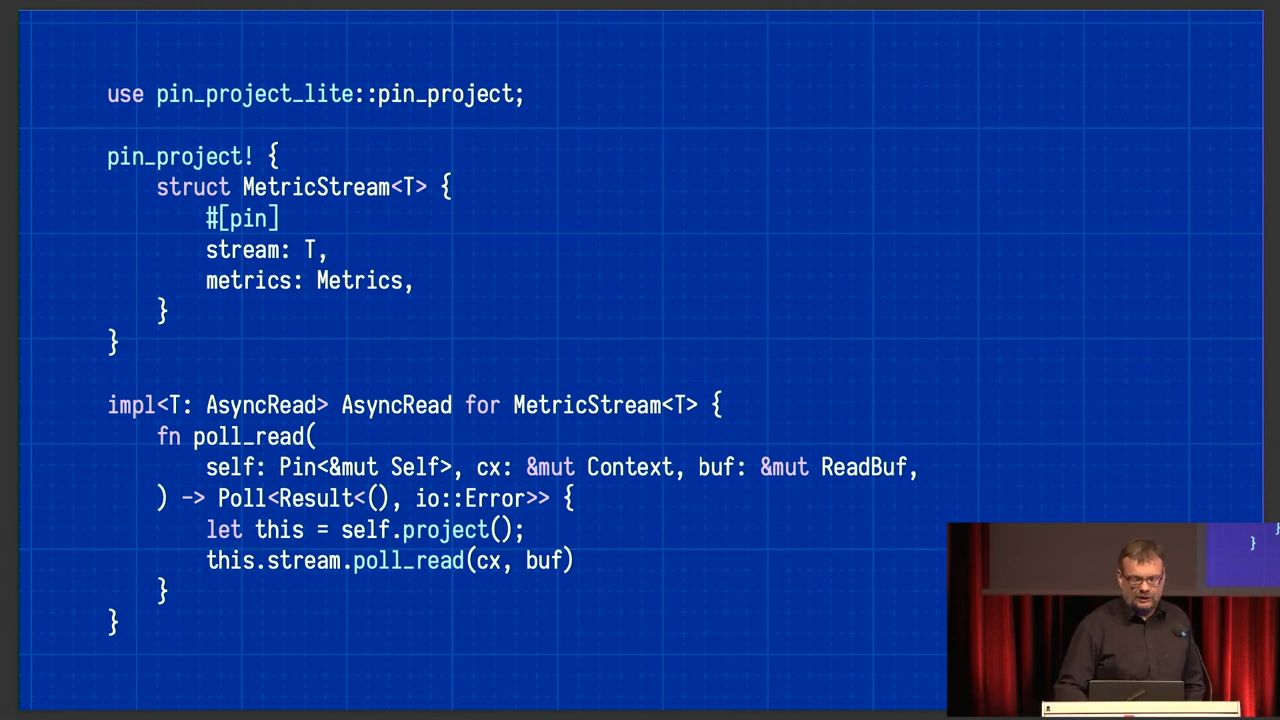 use pin_project_lite::pin_project;
pin_project! {
    struct MetricStream<T> {
        #[pin]
        stream: T,
        metrics: Metrics,
    }
}
impl<T: AsyncRead> AsyncRead for MetricStream<T> {
    fn poll_read(
        self: Pin<&mut Self>, cx: &mut Context, buf: &mut ReadBuf,
    ) -> Poll<Result<(), io::Error>> {
        let this = self.project();
        this.stream.poll_read(cx, buf)
    }
}
}
}